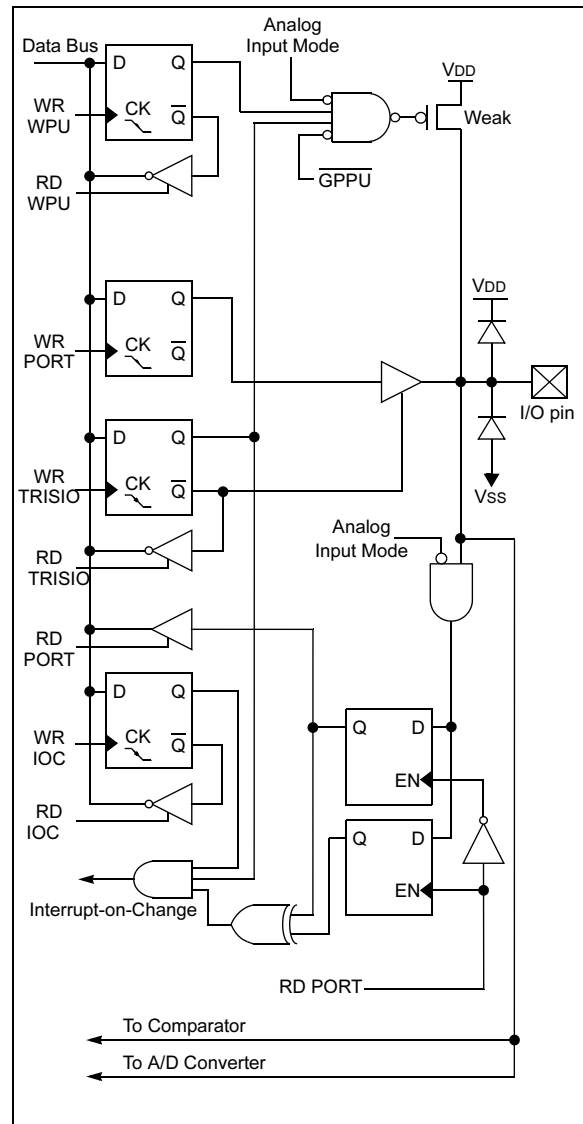 Analog
Input Mode
Data Bus
D Q
VDD
WR
WPU
CK
Q̅
Weak
RD
WPU
G̅P̅P̅U̅
D Q
VDD
WR
PORT
CK
Q̅
I/O pin
D Q
WR
TRISIO
CK
Q̅
VSS
Analog
Input Mode
RD
TRISIO
RD
PORT
D Q
Q D
WR
IOC
CK
Q̅
EN
RD
IOC
Q D
Interrupt-on-Change
EN
RD PORT
To Comparator
To A/D Converter